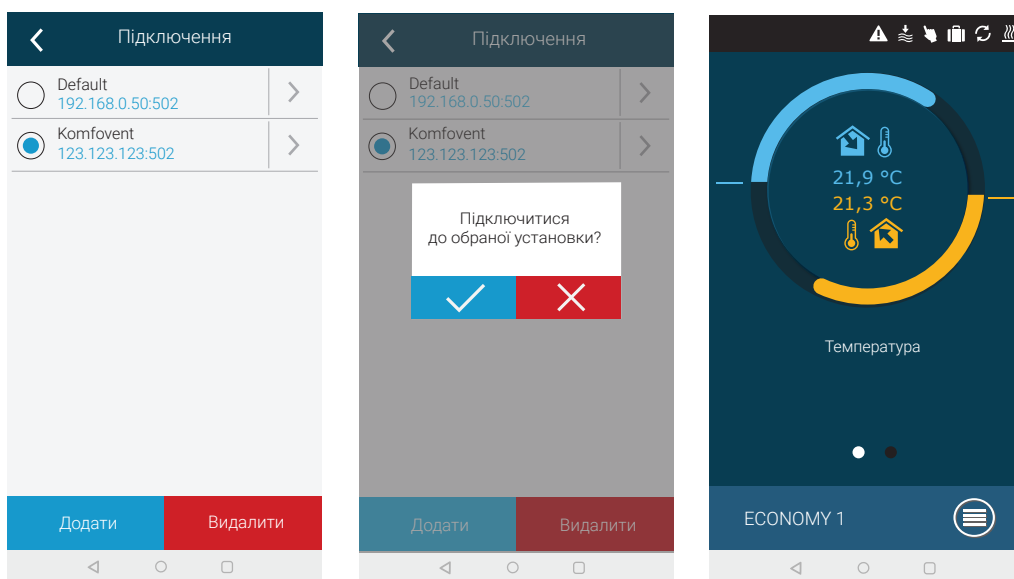 Підключення
Default
192.168.0.50:502
Komfovent
123.123.123:502
Додати
Видалити
Підключення
Default
192.168.0.50:502
Komfovent
123.123.123:502
Підключитися
до обраної установки?
Додати
Видалити
21,9 °C
21,3 °C
Температура
ECONOMY 1